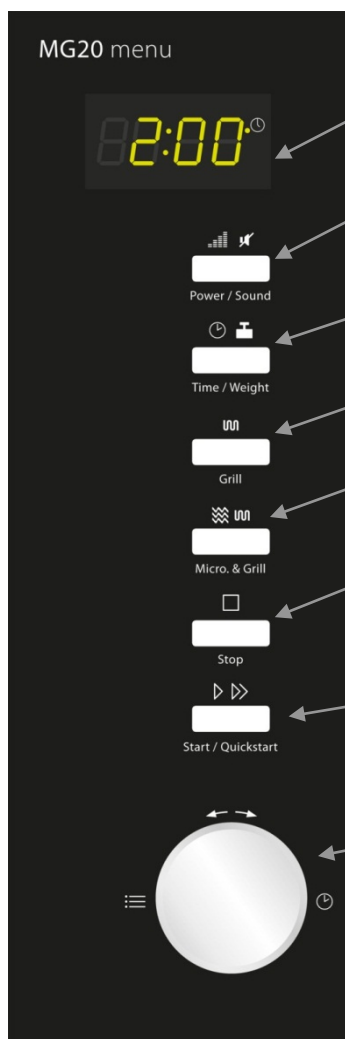 MG20 menu
2:00
Power / Sound
Time / Weight
Grill
Micro. & Grill
Stop
Start / Quickstart